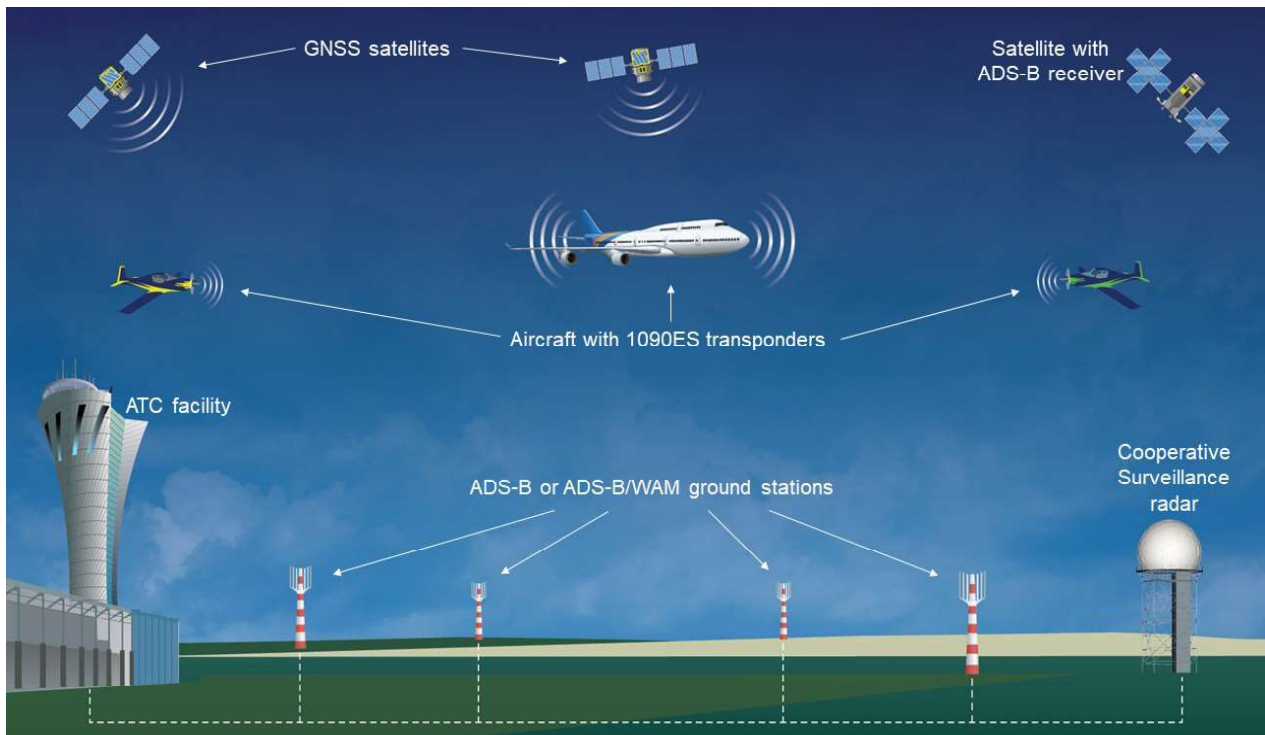 GNSS satellites
Satellite with
ADS-B receiver
Aircraft with 1090ES transponders
ATC facility
ADS-B or ADS-B/WAM ground stations
Cooperative
Surveillance
radar